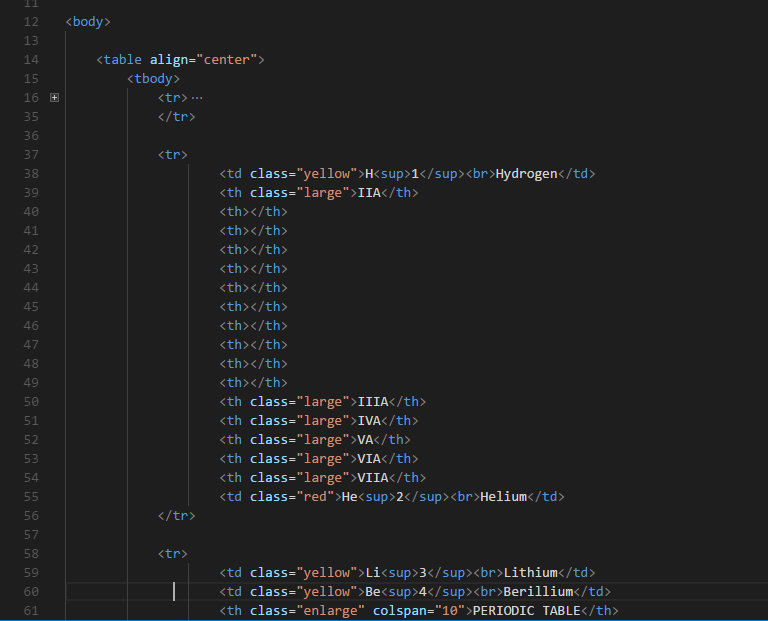 11
12 <body>
13
14 <table align="center">
15 <tbody>
16 <tr>···
35 </tr>
36
37 <tr>
38 <td class="yellow">H<sup>1</sup><br>Hydrogen</td>
39 <th class="large">IIA</th>
40 <th></th>
41 <th></th>
42 <th></th>
43 <th></th>
44 <th></th>
45 <th></th>
46 <th></th>
47 <th></th>
48 <th></th>
49 <th></th>
50 <th class="large">IIIA</th>
51 <th class="large">IVA</th>
52 <th class="large">VA</th>
53 <th class="large">VIA</th>
54 <th class="large">VIIA</th>
55 <td class="red">He<sup>2</sup><br>Helium</td>
56 </tr>
57
58 <tr>
59 <td class="yellow">Li<sup>3</sup><br>Lithium</td>
60 <td class="yellow">Be<sup>4</sup><br>Berillium</td>
61 <th class="enlarge" colspan="10">PERIODIC TABLE</th>